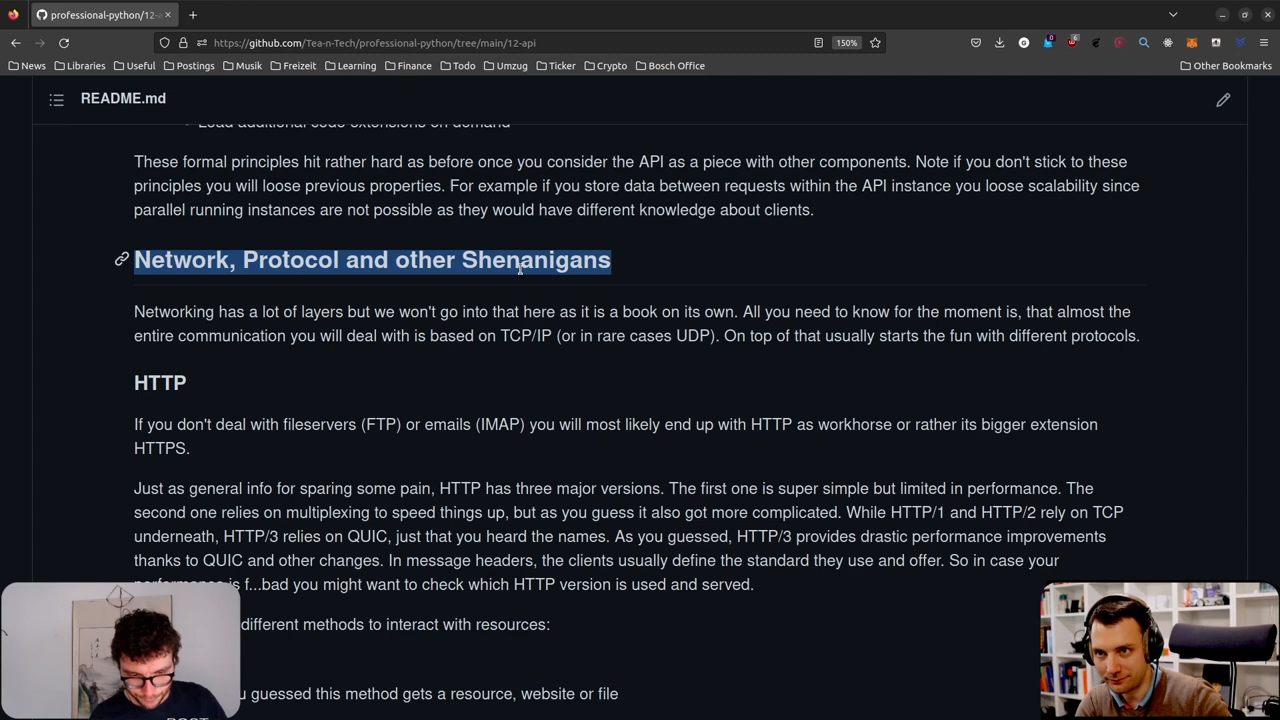 professional-python/12-a
https://github.com/Tea-n-Tech/professional-python/tree/main/12-api
150%
0
6
News
Libraries
Useful
Postings
Musik
Freizeit
Learning
Finance
Todo
Umzug
Ticker
Crypto
Bosch Office
Other Bookmarks
README.md
Load additional code extensions on demand
These formal principles hit rather hard as before once you consider the API as a piece with other components. Note if you don't stick to these
principles you will loose previous properties. For example if you store data between requests within the API instance you loose scalability since
parallel running instances are not possible as they would have different knowledge about clients.
Network, Protocol and other Shenanigans
Networking has a lot of layers but we won't go into that here as it is a book on its own. All you need to know for the moment is, that almost the
entire communication you will deal with is based on TCP/IP (or in rare cases UDP). On top of that usually starts the fun with different protocols.
HTTP
If you don't deal with fileservers (FTP) or emails (IMAP) you will most likely end up with HTTP as workhorse or rather its bigger extension
HTTPS.
Just as general info for sparing some pain, HTTP has three major versions. The first one is super simple but limited in performance. The
second one relies on multiplexing to speed things up, but as you guess it also got more complicated. While HTTP/1 and HTTP/2 rely on TCP
underneath, HTTP/3 relies on QUIC, just that you heard the names. As you guessed, HTTP/3 provides drastic performance improvements
thanks to QUIC and other changes. In message headers, the clients usually define the standard they use and offer. So in case your
performance is f...bad you might want to check which HTTP version is used and served.
different methods to interact with resources:
u guessed this method gets a resource, website or file